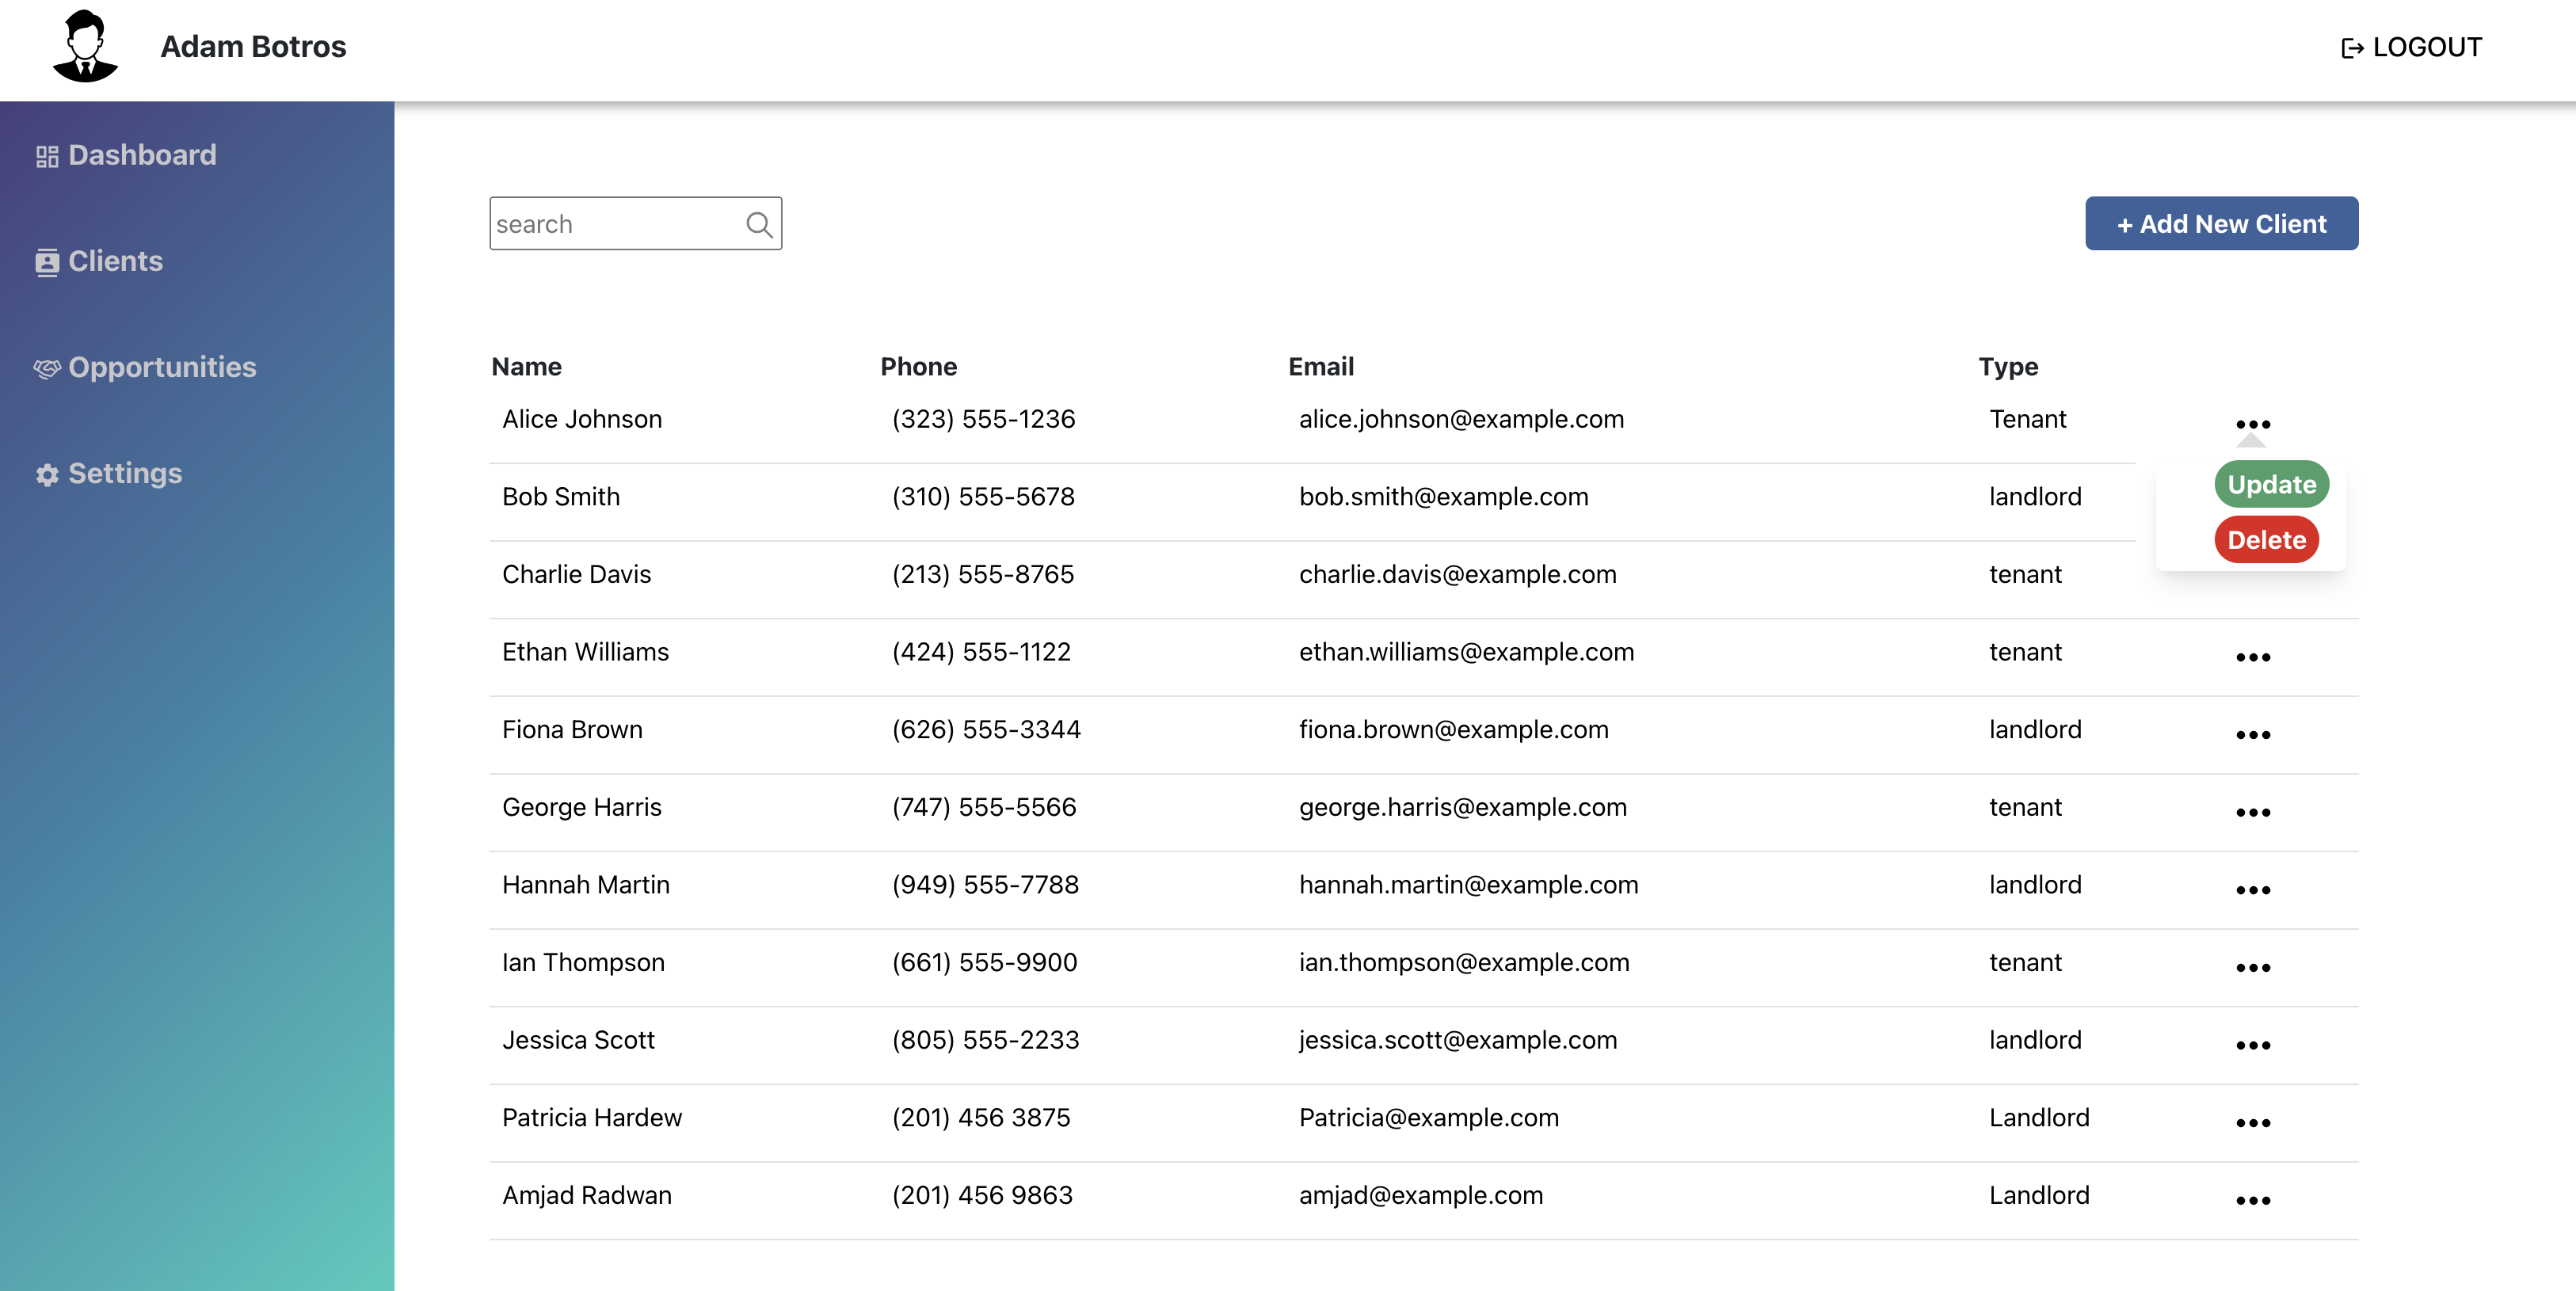 Adam Botros
LOGOUT
Dashboard
Clients
Opportunities
Settings
search
+ Add New Client
Name Phone Email Type
Alice Johnson (323) 555-1236 alice.johnson@example.com Tenant
Update
Bob Smith (310) 555-5678 bob.smith@example.com landlord
Delete
Charlie Davis (213) 555-8765 charlie.davis@example.com tenant
Ethan Williams (424) 555-1122 ethan.williams@example.com tenant
Fiona Brown (626) 555-3344 fiona.brown@example.com landlord
George Harris (747) 555-5566 george.harris@example.com tenant
Hannah Martin (949) 555-7788 hannah.martin@example.com landlord
Ian Thompson (661) 555-9900 ian.thompson@example.com tenant
Jessica Scott (805) 555-2233 jessica.scott@example.com landlord
Patricia Hardew (201) 456 3875 Patricia@example.com Landlord
Amjad Radwan (201) 456 9863 amjad@example.com Landlord